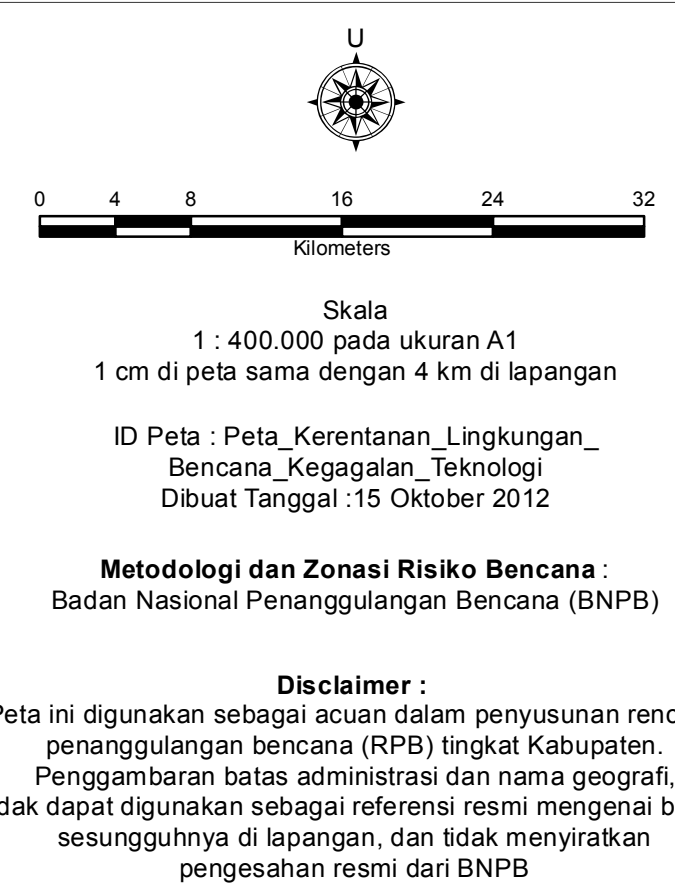 U
0 4 8 16 24 32
Kilometers
Skala
1 : 400.000 pada ukuran A1
1 cm di peta sama dengan 4 km di lapangan
ID Peta : Peta_Kerentanan_Lingkungan_
Bencana_Kegagalan_Teknologi
Dibuat Tanggal :15 Oktober 2012
Metodologi dan Zonasi Risiko Bencana :
Badan Nasional Penanggulangan Bencana (BNPB)
Disclaimer :
Peta ini digunakan sebagai acuan dalam penyusunan
penanggulangan bencana (RPB) tingkat Kabupaten.
Penggambaran batas administrasi dan nama geografi,
dapat digunakan sebagai referensi resmi mengenai
sesungguhnya di lapangan, dan tidak menyiratkan
pengesahan resmi dari BNPB